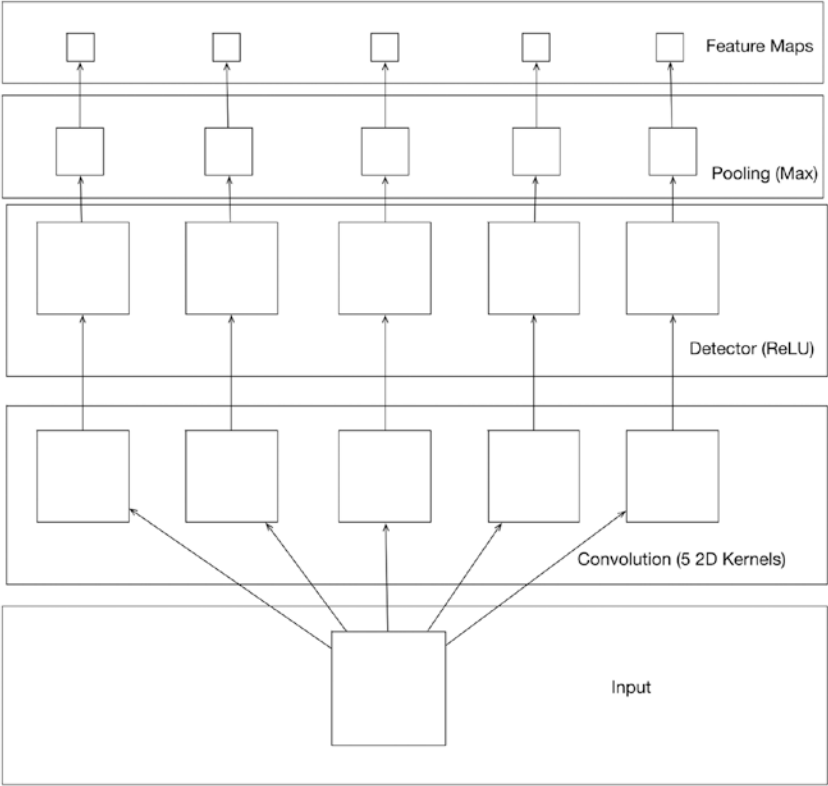 Feature Maps
Pooling (Max)
Detector (ReLU)
Convolution (5 2D Kernels)
Input